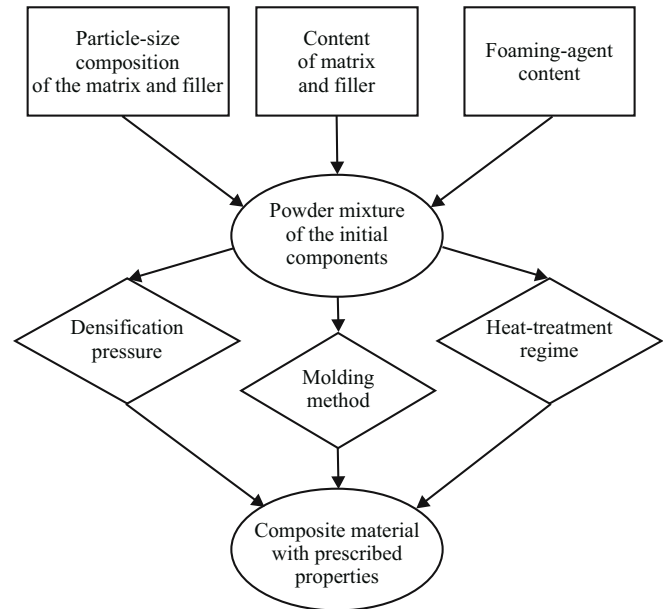 Particle-size
composition
of the matrix and filler
Content
of matrix
and filler
Foaming-agent
content
Powder mixture
of the initial
components
Densification
pressure
Molding
method
Heat-treatment
regime
Composite material
with prescribed
properties